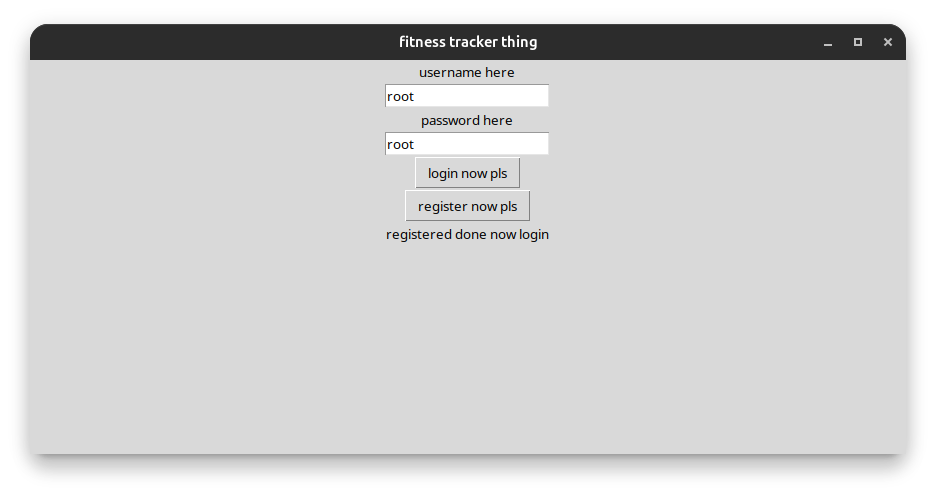 fitness tracker thing
username here
root
password here
root
login now pls
register now pls
registered done now login